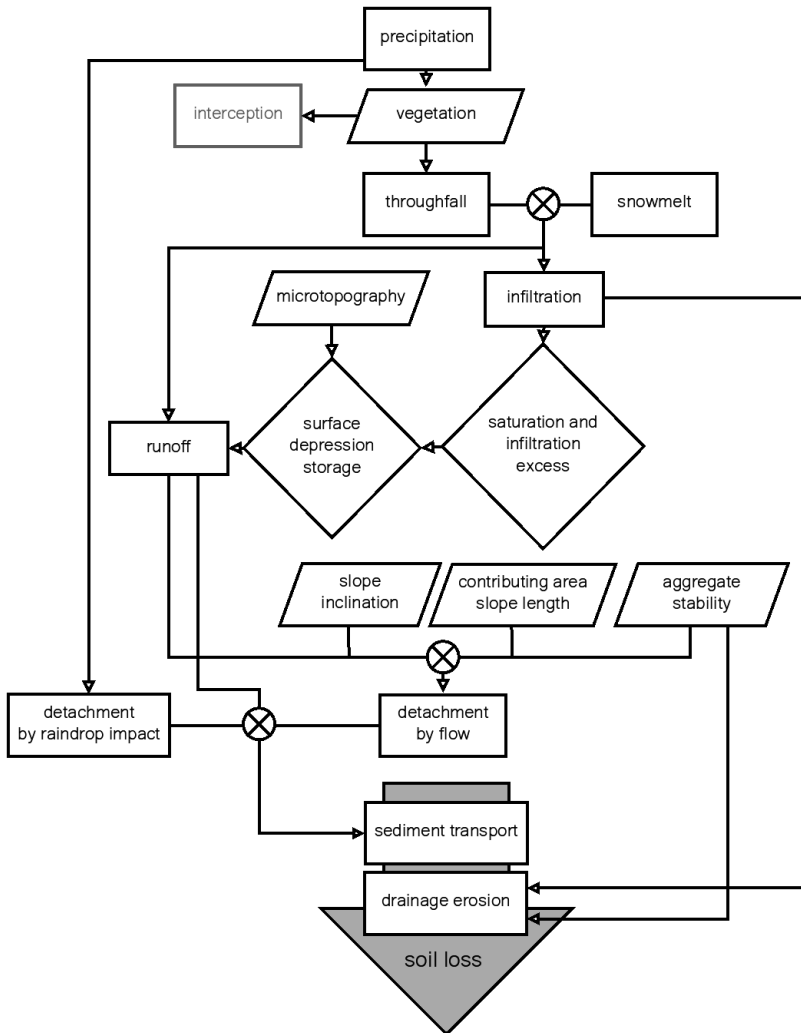 precipitation
interception
vegetation
throughfall
snowmelt
microtopography
infiltration
surface
depression
storage
saturation and
infiltration
excess
runoff
slope
inclination
contributing area
slope length
aggregate
stability
detachment
by raindrop impact
detachment
by flow
sediment transport
drainage erosion
soil loss